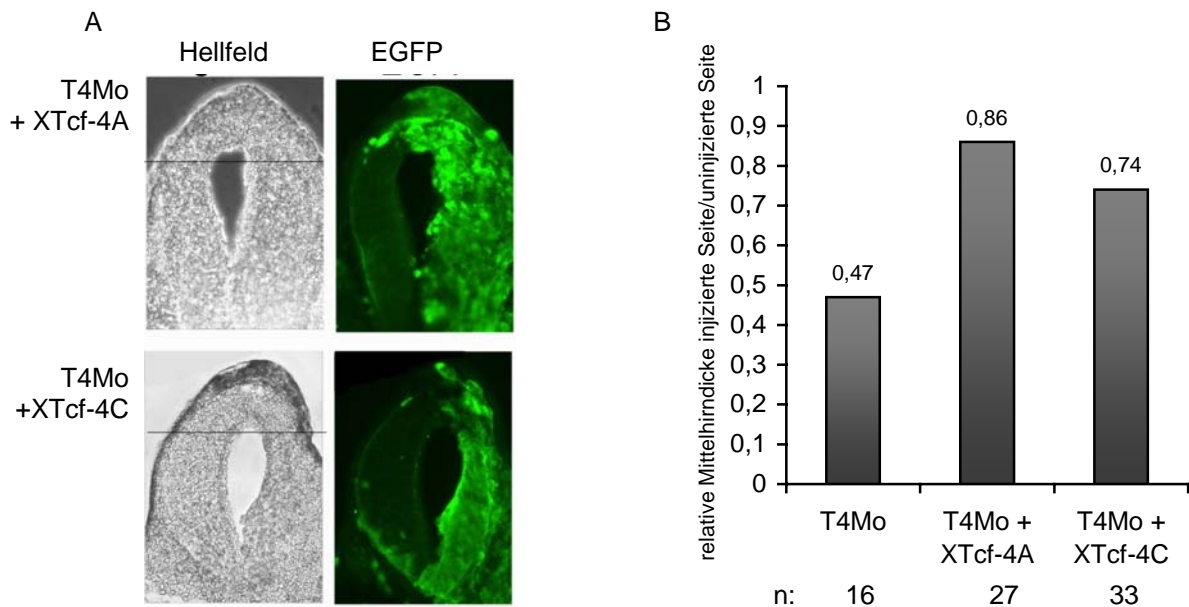 A
Hellfeld
EGFP
T4Mo
+ XTcf-4A
T4Mo
+XTcf-4C
B
relative Mittelhirndicke injizierte Seite/uninjizierte Seite
1
0,9
0,8
0,7
0,6
0,5
0,4
0,3
0,2
0,1
0
0,47
0,86
0,74
T4Mo
T4Mo +
XTcf-4A
T4Mo +
XTcf-4C
n:
16
27
33